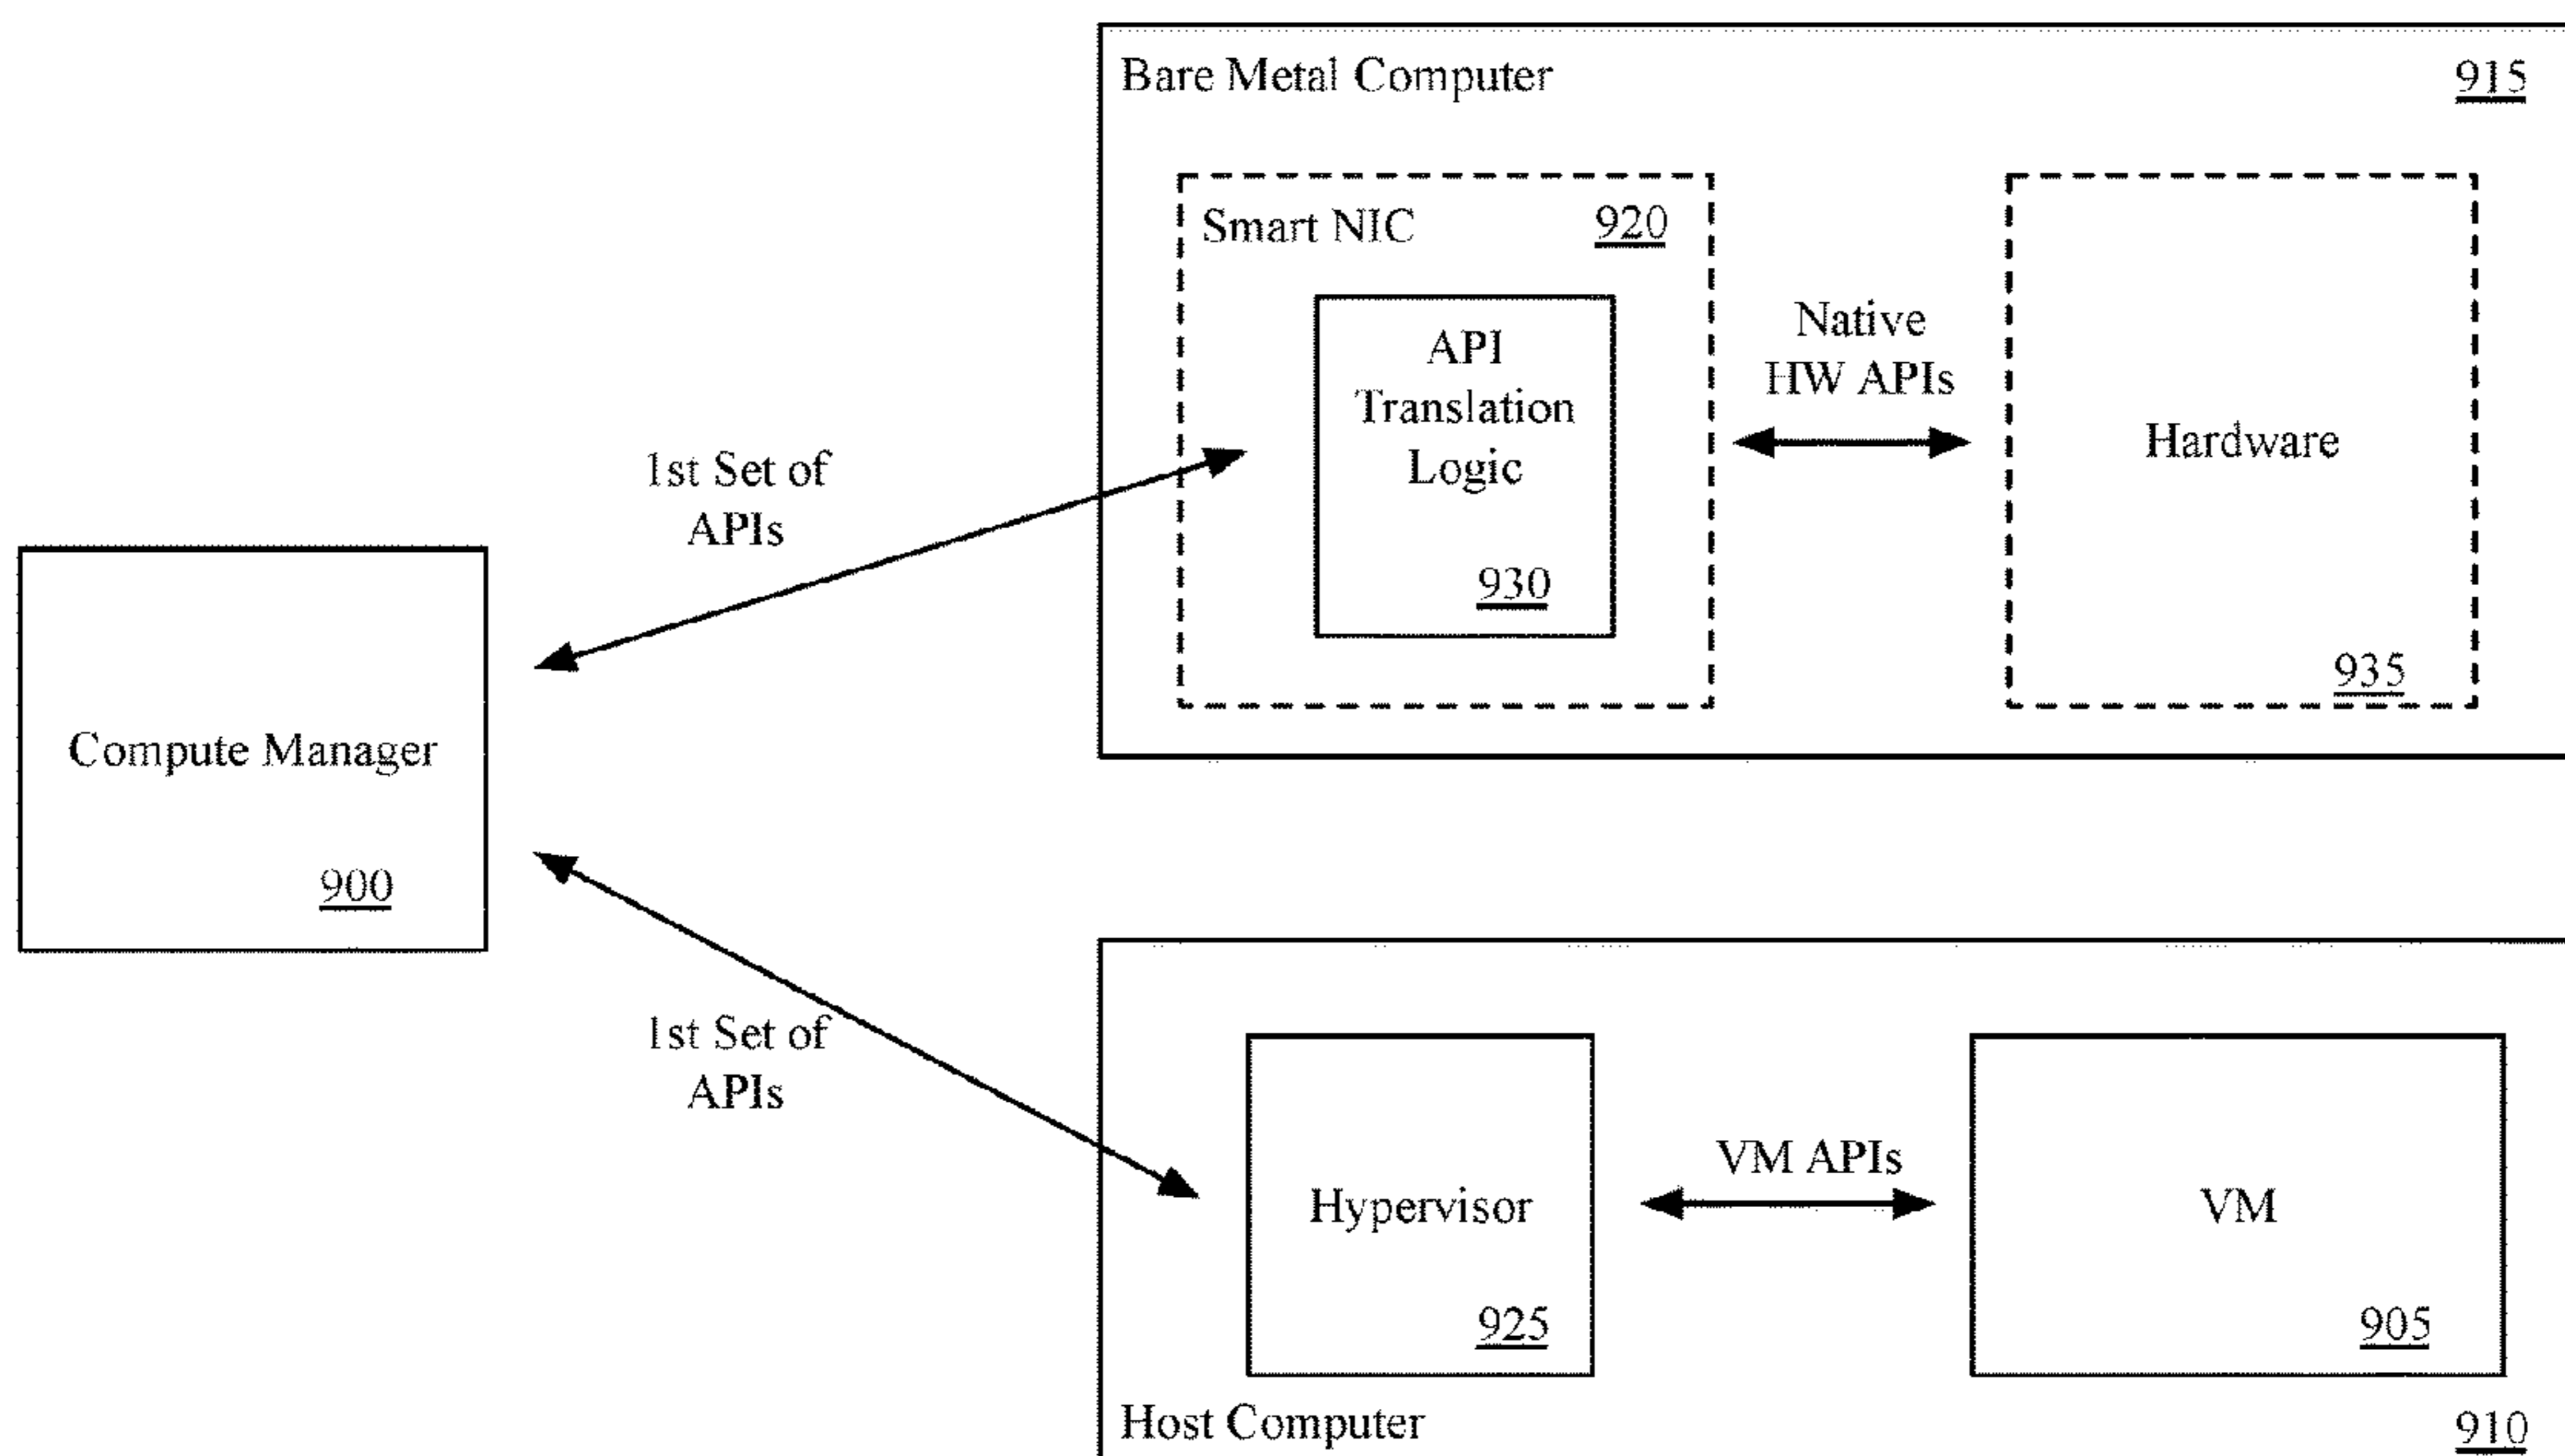 Bare Metal Computer 915
Smart NIC 920
API
Translation
Logic
930
Native
HW APIs
Hardware
935
1st Set of
APIs
Compute Manager
900
1st Set of
APIs
Hypervisor
925
VM APIs
VM
905
Host Computer 910